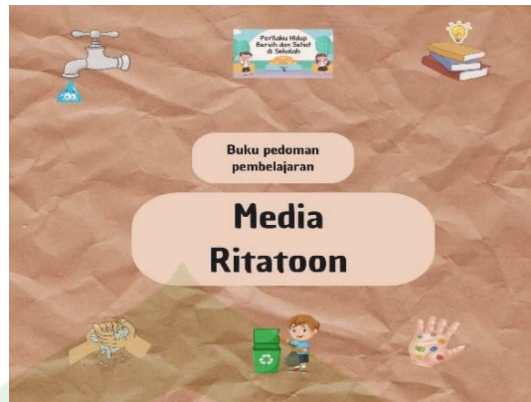 Perilaku Hidup
Bersih dan Sehat
di Sekolah
Buku pedoman
pembelajaran
Media
Ritatoon